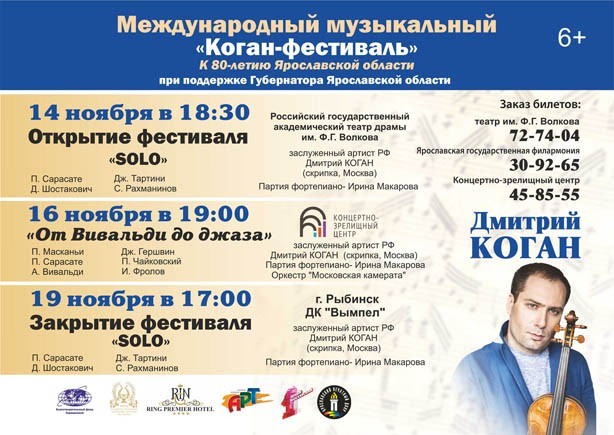 Международный музыкальный
«Коган-фестиваль»
К 80-летию Ярославской области
при поддержке Губернатора Ярославской области
6+
14 ноября в 18:30
Открытие фестиваля
«SOLO»
П. Сарасате Дж. Тартини
Д. Шостакович С. Рахманинов
Российский государственный
академический театр драмы
им. Ф.Г. Волкова
заслуженный артист РФ
Дмитрий КОГАН
(скрипка, Москва)
Партия фортепиано- Ирина Макарова
Заказ билетов:
театр им. Ф.Г. Волкова
72-74-04
Ярославская государственная филармония
30-92-65
Концертно-зрелищный центр
45-85-55
16 ноября в 19:00
«От Вивальди до джаза»
П. Масканьи Дж. Гершвин
П. Сарасате П. Чайковский
А. Вивальди И. Фролов
КОНЦЕРТНО-
ЗРЕЛИЩНЫЙ
ЦЕНТР
заслуженный артист РФ
Дмитрий КОГАН (скрипка, Москва)
Партия фортепиано- Ирина Макарова
Оркестр "Московская камерата"
Дмитрий
КОГАН
19 ноября в 17:00
Закрытие фестиваля
«SOLO»
П. Сарасате Дж. Тартини
Д. Шостакович С. Рахманинов
г. Рыбинск
ДК "Вымпел"
заслуженный артист РФ
Дмитрий КОГАН
(скрипка, Москва)
Партия фортепиано- Ирина Макарова
RIN
RING PREMIER HOTEL
АРТ